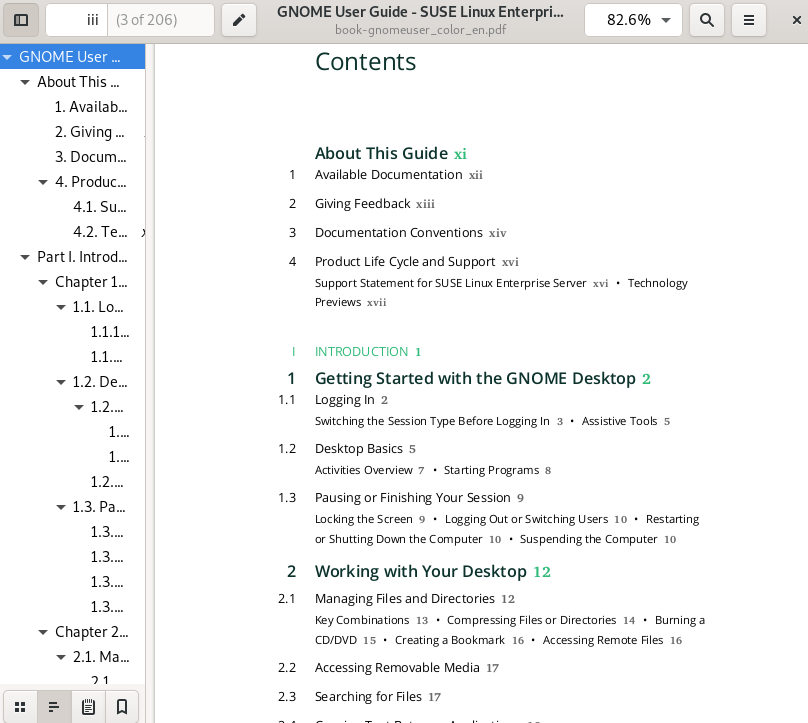 iii
(3 of 206)
GNOME User Guide - SUSE Linux Enterpri...
book-gnomeuser_color_en.pdf
82.6%
GNOME User ...
About This ...
1. Availab...
2. Giving ...
3. Docum...
4. Produc...
4.1. Su...
4.2. Te...
Part I. Introd...
Chapter 1...
1.1. Lo...
1.1.1...
1.1....
1.2. De...
1.2....
1....
1....
1.2....
1.3. Pa...
1.3....
1.3....
1.3....
1.3....
Chapter 2...
2.1. Ma...
Contents
About This Guide xi
1 Available Documentation xii
2 Giving Feedback xiii
3 Documentation Conventions xiv
4 Product Life Cycle and Support xvi
Support Statement for SUSE Linux Enterprise Server xvi • Technology
Previews xvii
I INTRODUCTION 1
1 Getting Started with the GNOME Desktop 2
1.1 Logging In 2
Switching the Session Type Before Logging In 3 • Assistive Tools 5
1.2 Desktop Basics 5
Activities Overview 7 • Starting Programs 8
1.3 Pausing or Finishing Your Session 9
Locking the Screen 9 • Logging Out or Switching Users 10 • Restarting
or Shutting Down the Computer 10 • Suspending the Computer 10
2 Working with Your Desktop 12
2.1 Managing Files and Directories 12
Key Combinations 13 • Compressing Files or Directories 14 • Burning a
CD/DVD 15 • Creating a Bookmark 16 • Accessing Remote Files 16
2.2 Accessing Removable Media 17
2.3 Searching for Files 17